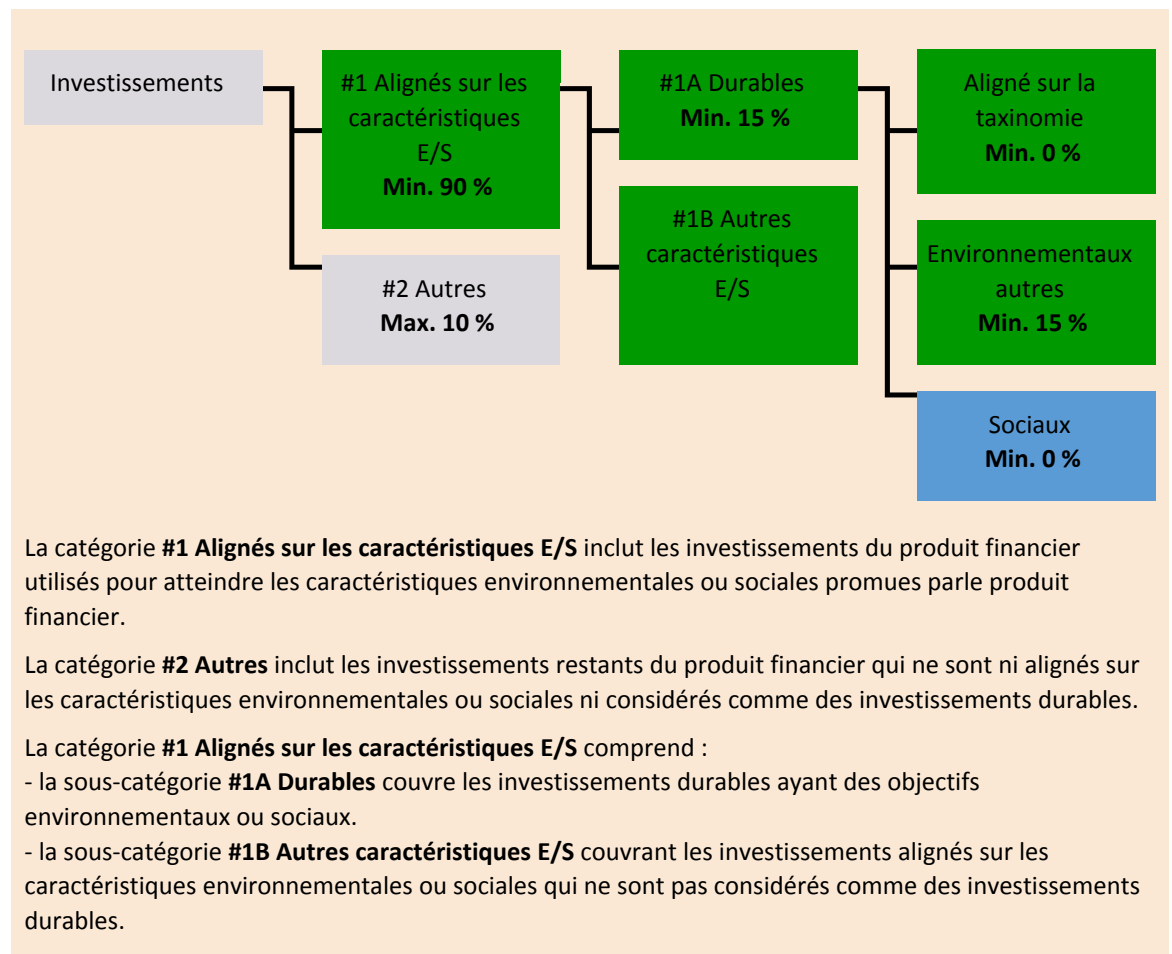 Investissements
#1 Alignés sur les
caractéristiques
E/S
Min. 90 %
#2 Autres
Max. 10 %
#1A Durables
Min. 15 %
#1B Autres
caractéristiques
E/S
Aligné sur la
taxinomie
Min. 0 %
Environnementaux
autres
Min. 15 %
Sociaux
Min. 0 %
La catégorie #1 Alignés sur les caractéristiques E/S inclut les investissements du produit financier
utilisés pour atteindre les caractéristiques environnementales ou sociales promues parle produit
financier.
La catégorie #2 Autres inclut les investissements restants du produit financier qui ne sont ni alignés sur
les caractéristiques environnementales ou sociales ni considérés comme des investissements durables.
La catégorie #1 Alignés sur les caractéristiques E/S comprend :
- la sous-catégorie #1A Durables couvre les investissements durables ayant des objectifs
environnementaux ou sociaux.
- la sous-catégorie #1B Autres caractéristiques E/S couvrant les investissements alignés sur les
caractéristiques environnementales ou sociales qui ne sont pas considérés comme des investissements
durables.